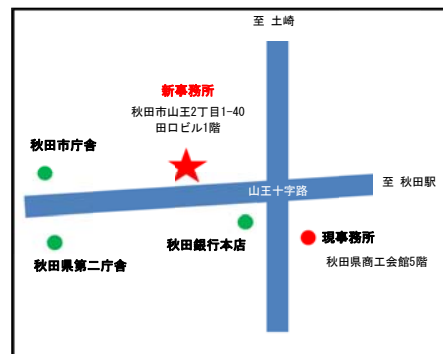 至 土崎
新事務所
秋田市山王2丁目1-40
田口ビル1階
秋田市庁舎
至 秋田駅
山王十字路
秋田銀行本店
現事務所
秋田県第二庁舎
秋田県商工会館5階